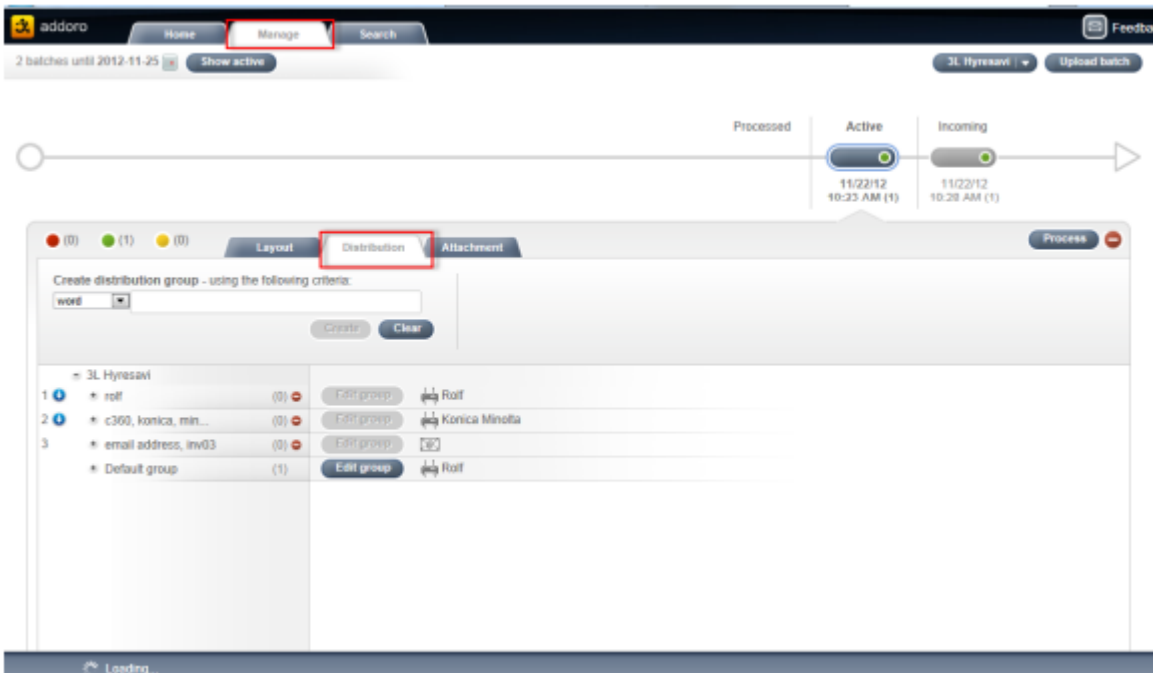 addoro Home Manage Search Feedba
2 batches until 2012-11-25 Show active 3L Hyresavi Upload batch
Processed Active Incoming
11/22/12 11/22/12
10:23 AM (1) 10:28 AM (1)
(0) (1) (0) Layout Distribution Attachment Process
Create distribution group - using the following criteria:
word
Create Clear
3L Hyresavi
1 rolf (0) Edit group Rolf
2 c360, konica, min... (0) Edit group Konica Minolta
3 email address, inv03 (0) Edit group
Default group (1) Edit group Rolf
Loading...